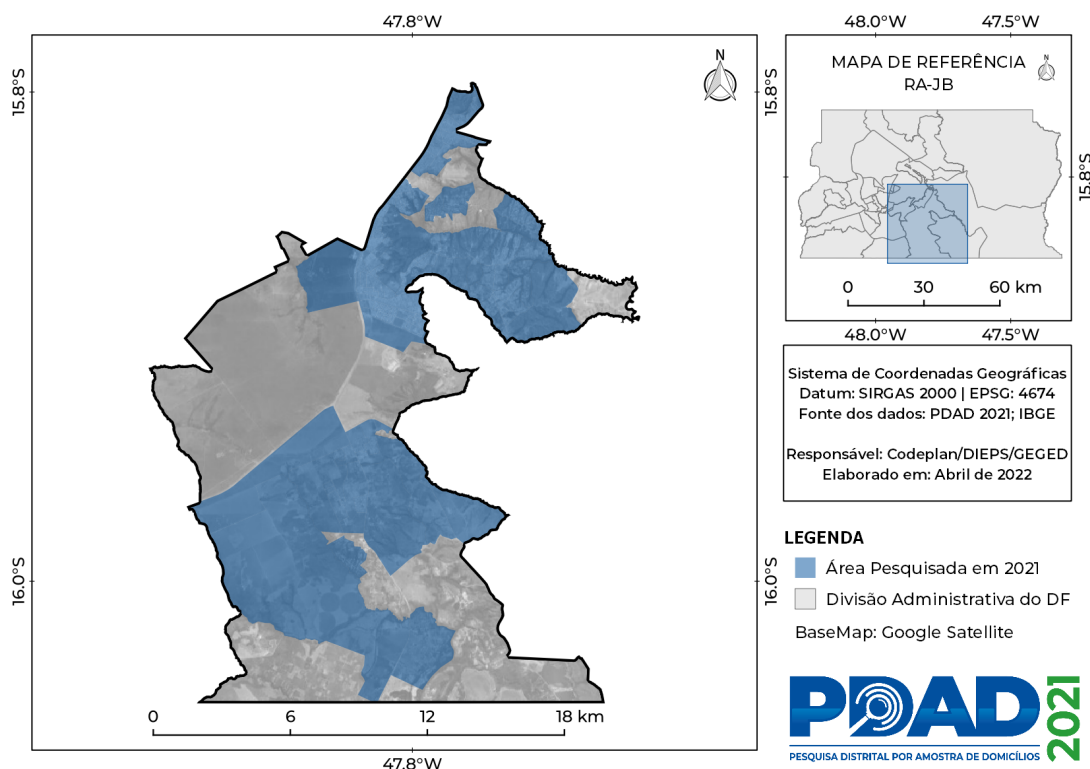 47.8°W
15.8°S
16.0°S
N
0 6 12 18 km
47.8°W
48.0°W 47.5°W
15.8°S
MAPA DE REFERÊNCIA
RA-JB
N
15.8°S
0 30 60 km
48.0°W 47.5°W
Sistema de Coordenadas Geográficas
Datum: SIRGAS 2000 | EPSG: 4674
Fonte dos dados: PDAD 2021; IBGE
Responsável: Codeplan/DIEPS/GEGED
Elaborado em: Abril de 2022
16.0°S
LEGENDA
Área Pesquisada em 2021
Divisão Administrativa do DF
BaseMap: Google Satellite
PDAD 2021
PESQUISA DISTRITAL POR AMOSTRA DE DOMICÍLIOS